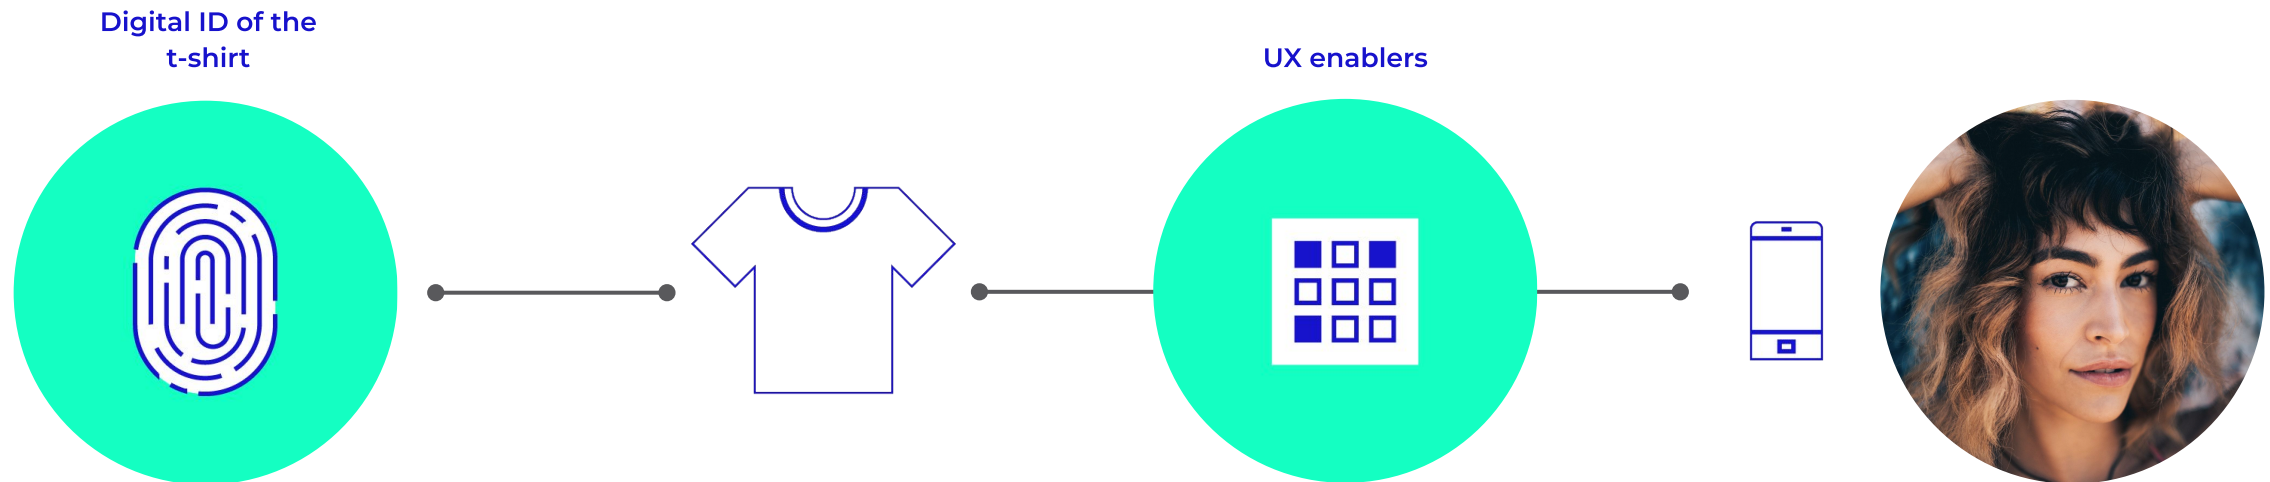 Digital ID of the
t-shirt
UX enablers